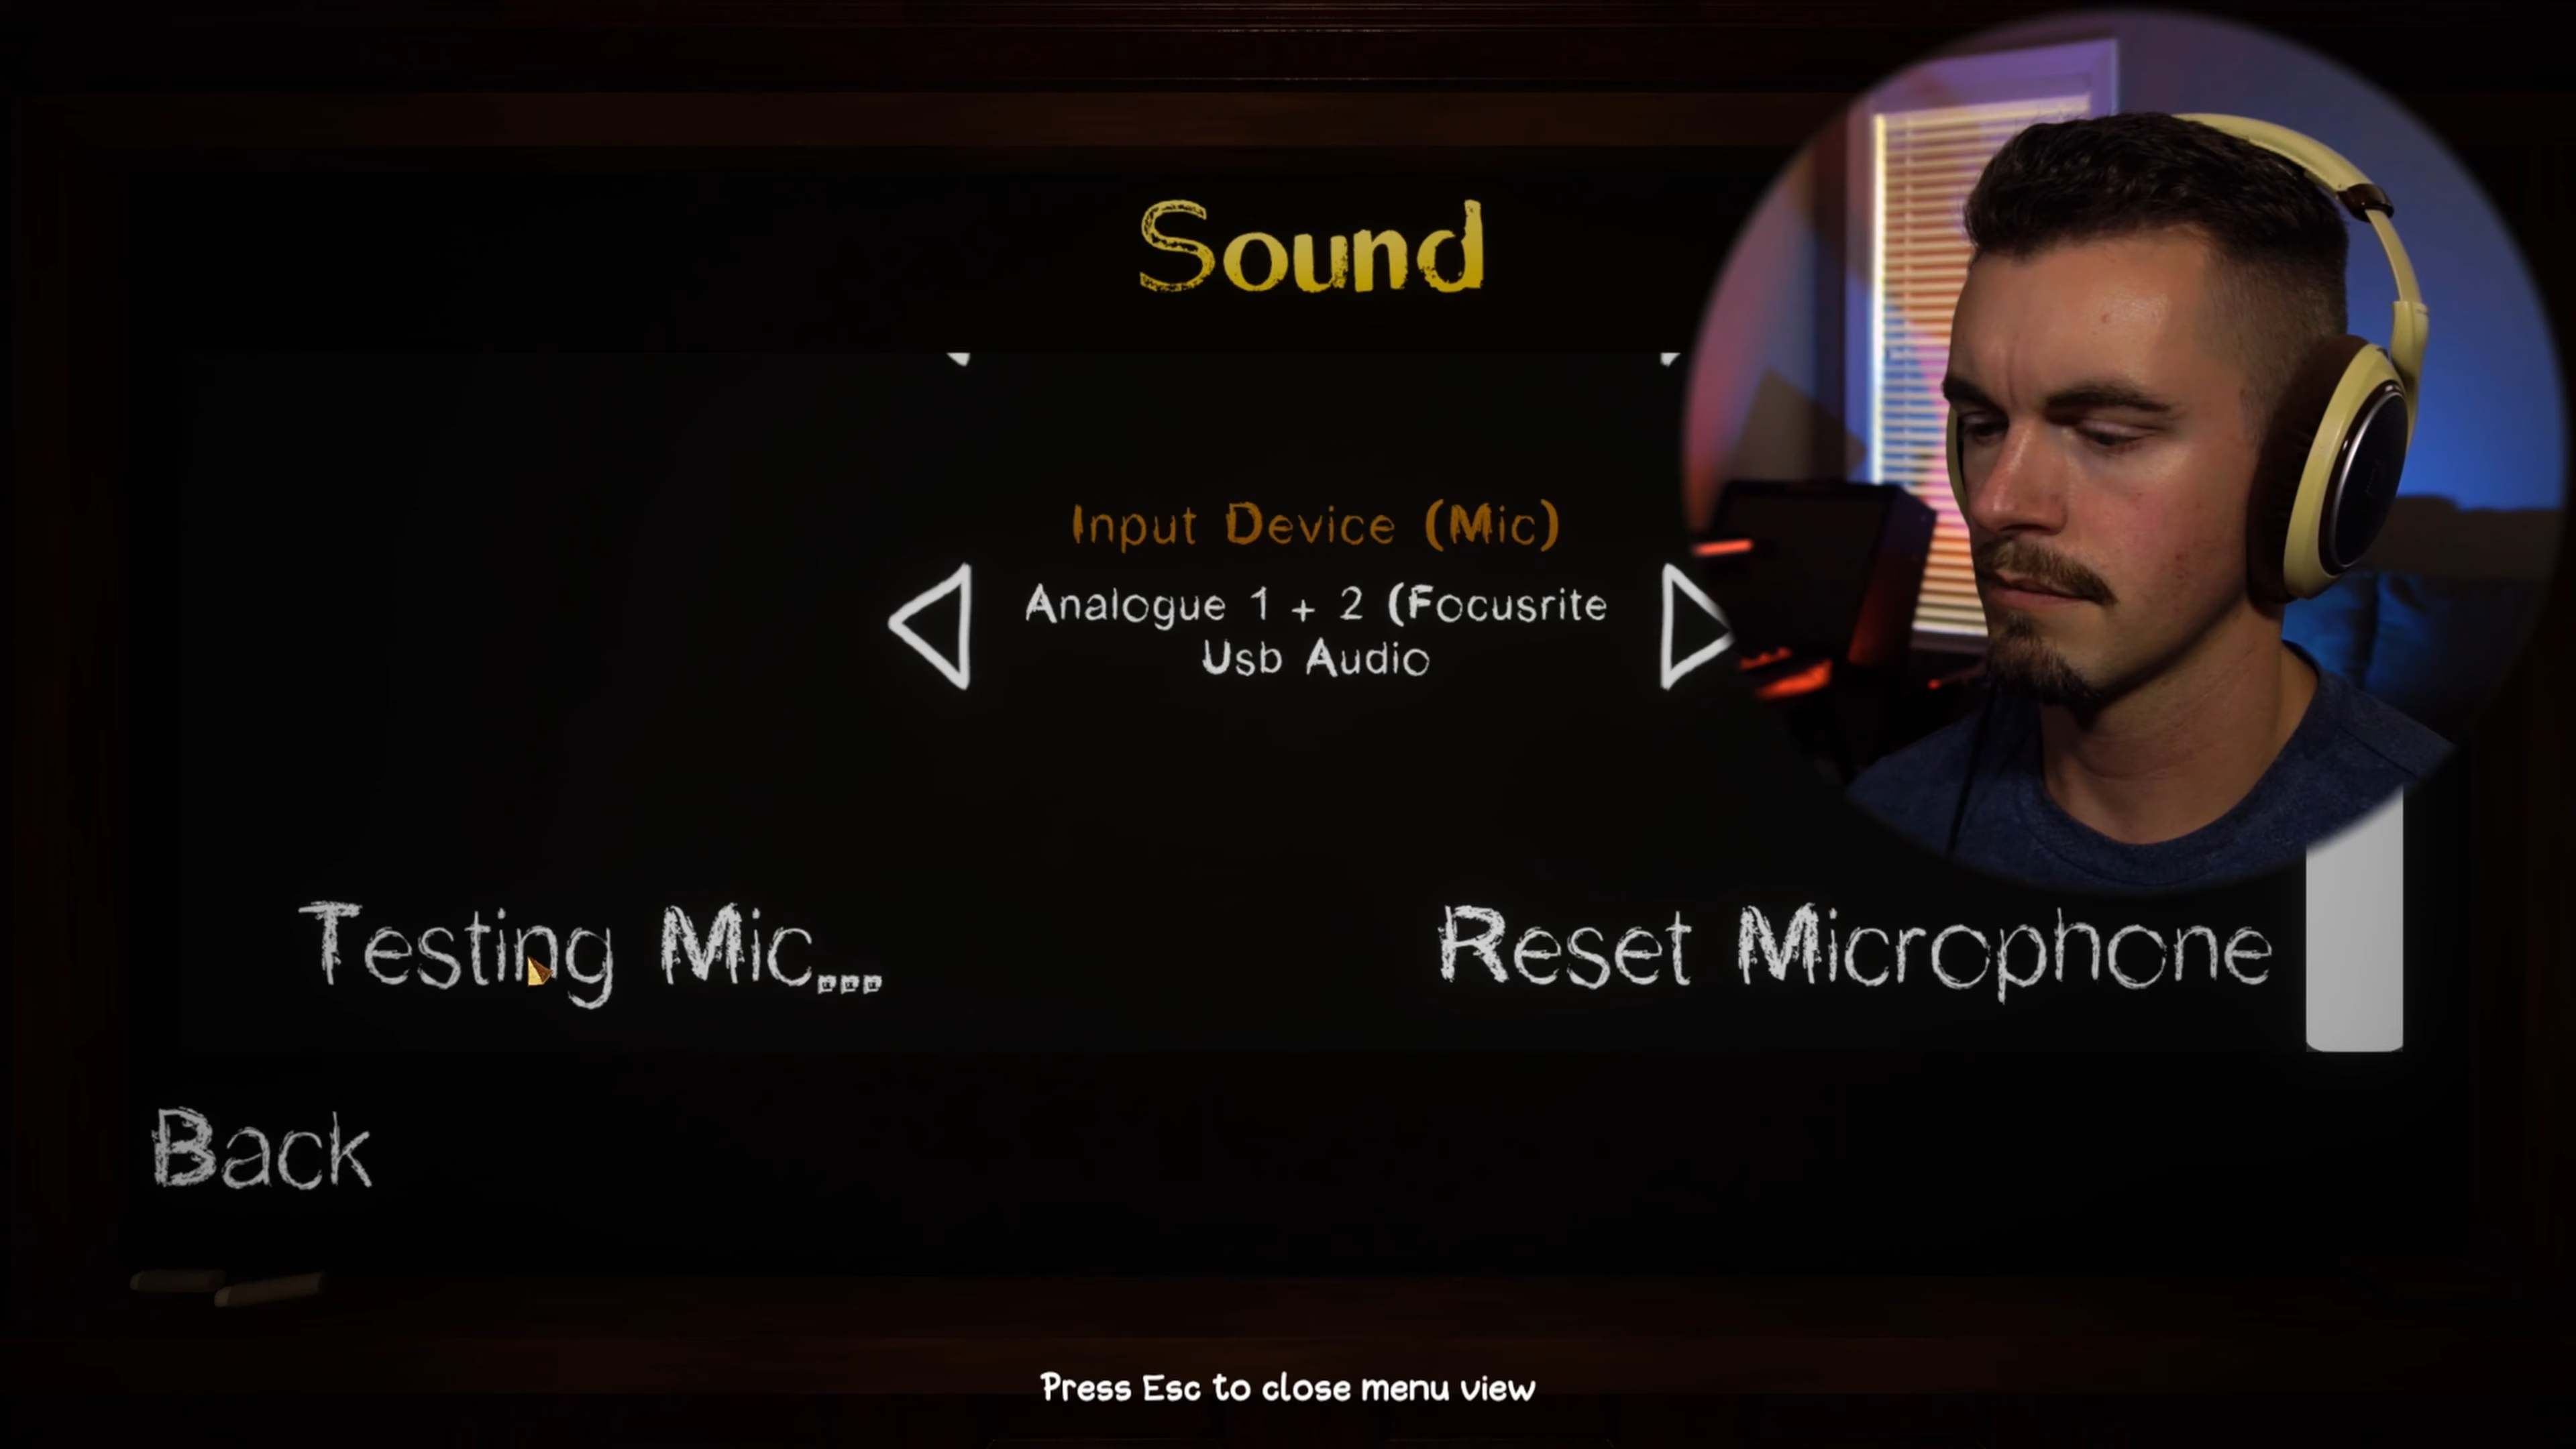 Sound
Input Device (Mic)
Analogue 1 + 2 (Focusrite
Usb Audio
Testing Mic...
Reset Microphone
Back
Press Esc to close menu view